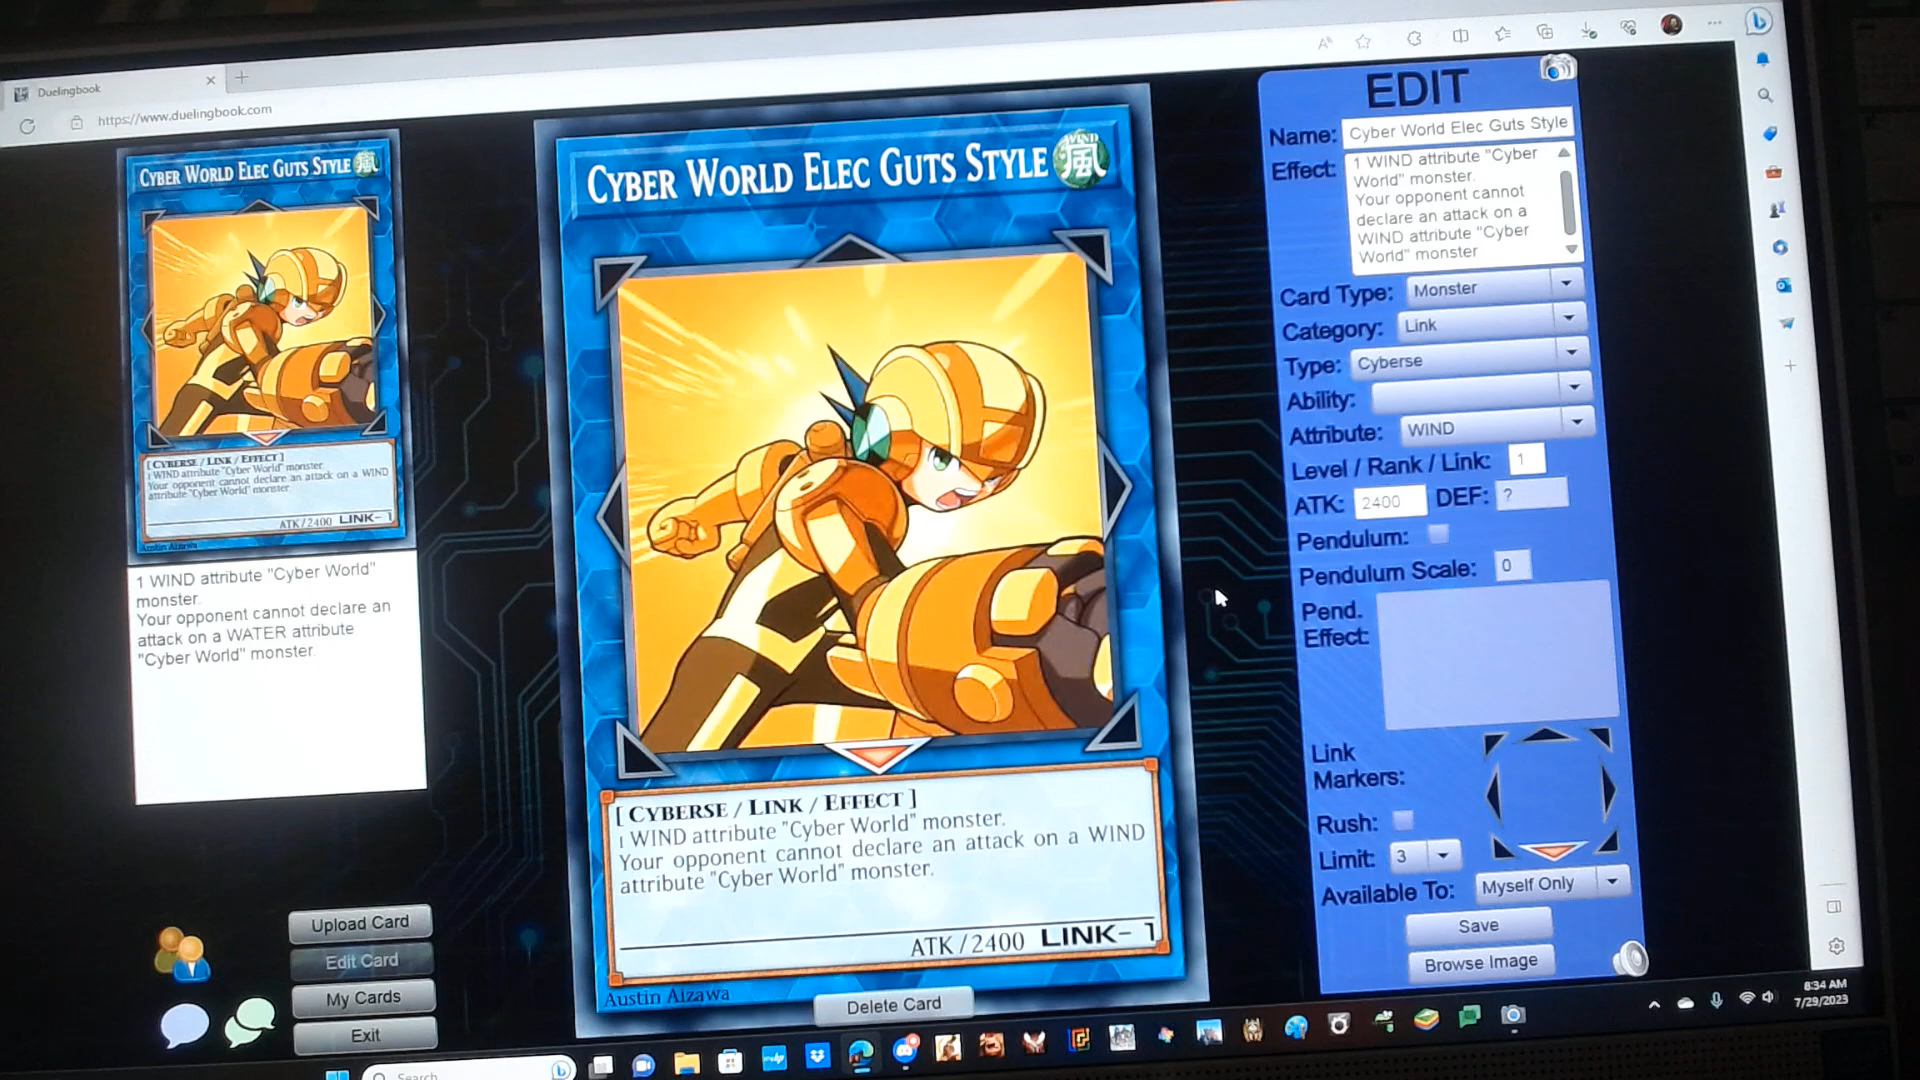 Duelingbook
https://www.duelingbook.com
CYBER WORLD ELEC GUTS STYLE
WIND
風
[ CYBERSE / LINK / EFFECT ]
1 WIND attribute "Cyber World" monster.
Your opponent cannot declare an attack on a WIND
attribute "Cyber World" monster.
ATK/2400 LINK-1
Austin Aizawa
1 WIND attribute "Cyber World"
monster.
Your opponent cannot declare an
attack on a WATER attribute
"Cyber World" monster.
Upload Card
Edit Card
My Cards
Exit
CYBER WORLD ELEC GUTS STYLE
WIND
風
[ CYBERSE / LINK / EFFECT ]
1 WIND attribute "Cyber World" monster.
Your opponent cannot declare an attack on a WIND
attribute "Cyber World" monster.
ATK/2400 LINK-1
Austin Aizawa
Delete Card
EDIT
Name: Cyber World Elec Guts Style
Effect: 1 WIND attribute "Cyber
World" monster.
Your opponent cannot
declare an attack on a
WIND attribute "Cyber
World" monster
Card Type: Monster
Category: Link
Type: Cyberse
Ability:
Attribute: WIND
Level / Rank / Link: 1
ATK: 2400 DEF: ?
Pendulum:
Pendulum Scale: 0
Pend.
Effect:
Link
Markers:
Rush:
Limit: 3
Available To: Myself Only
Save
Browse Image
Search
8:34 AM
7/29/2023